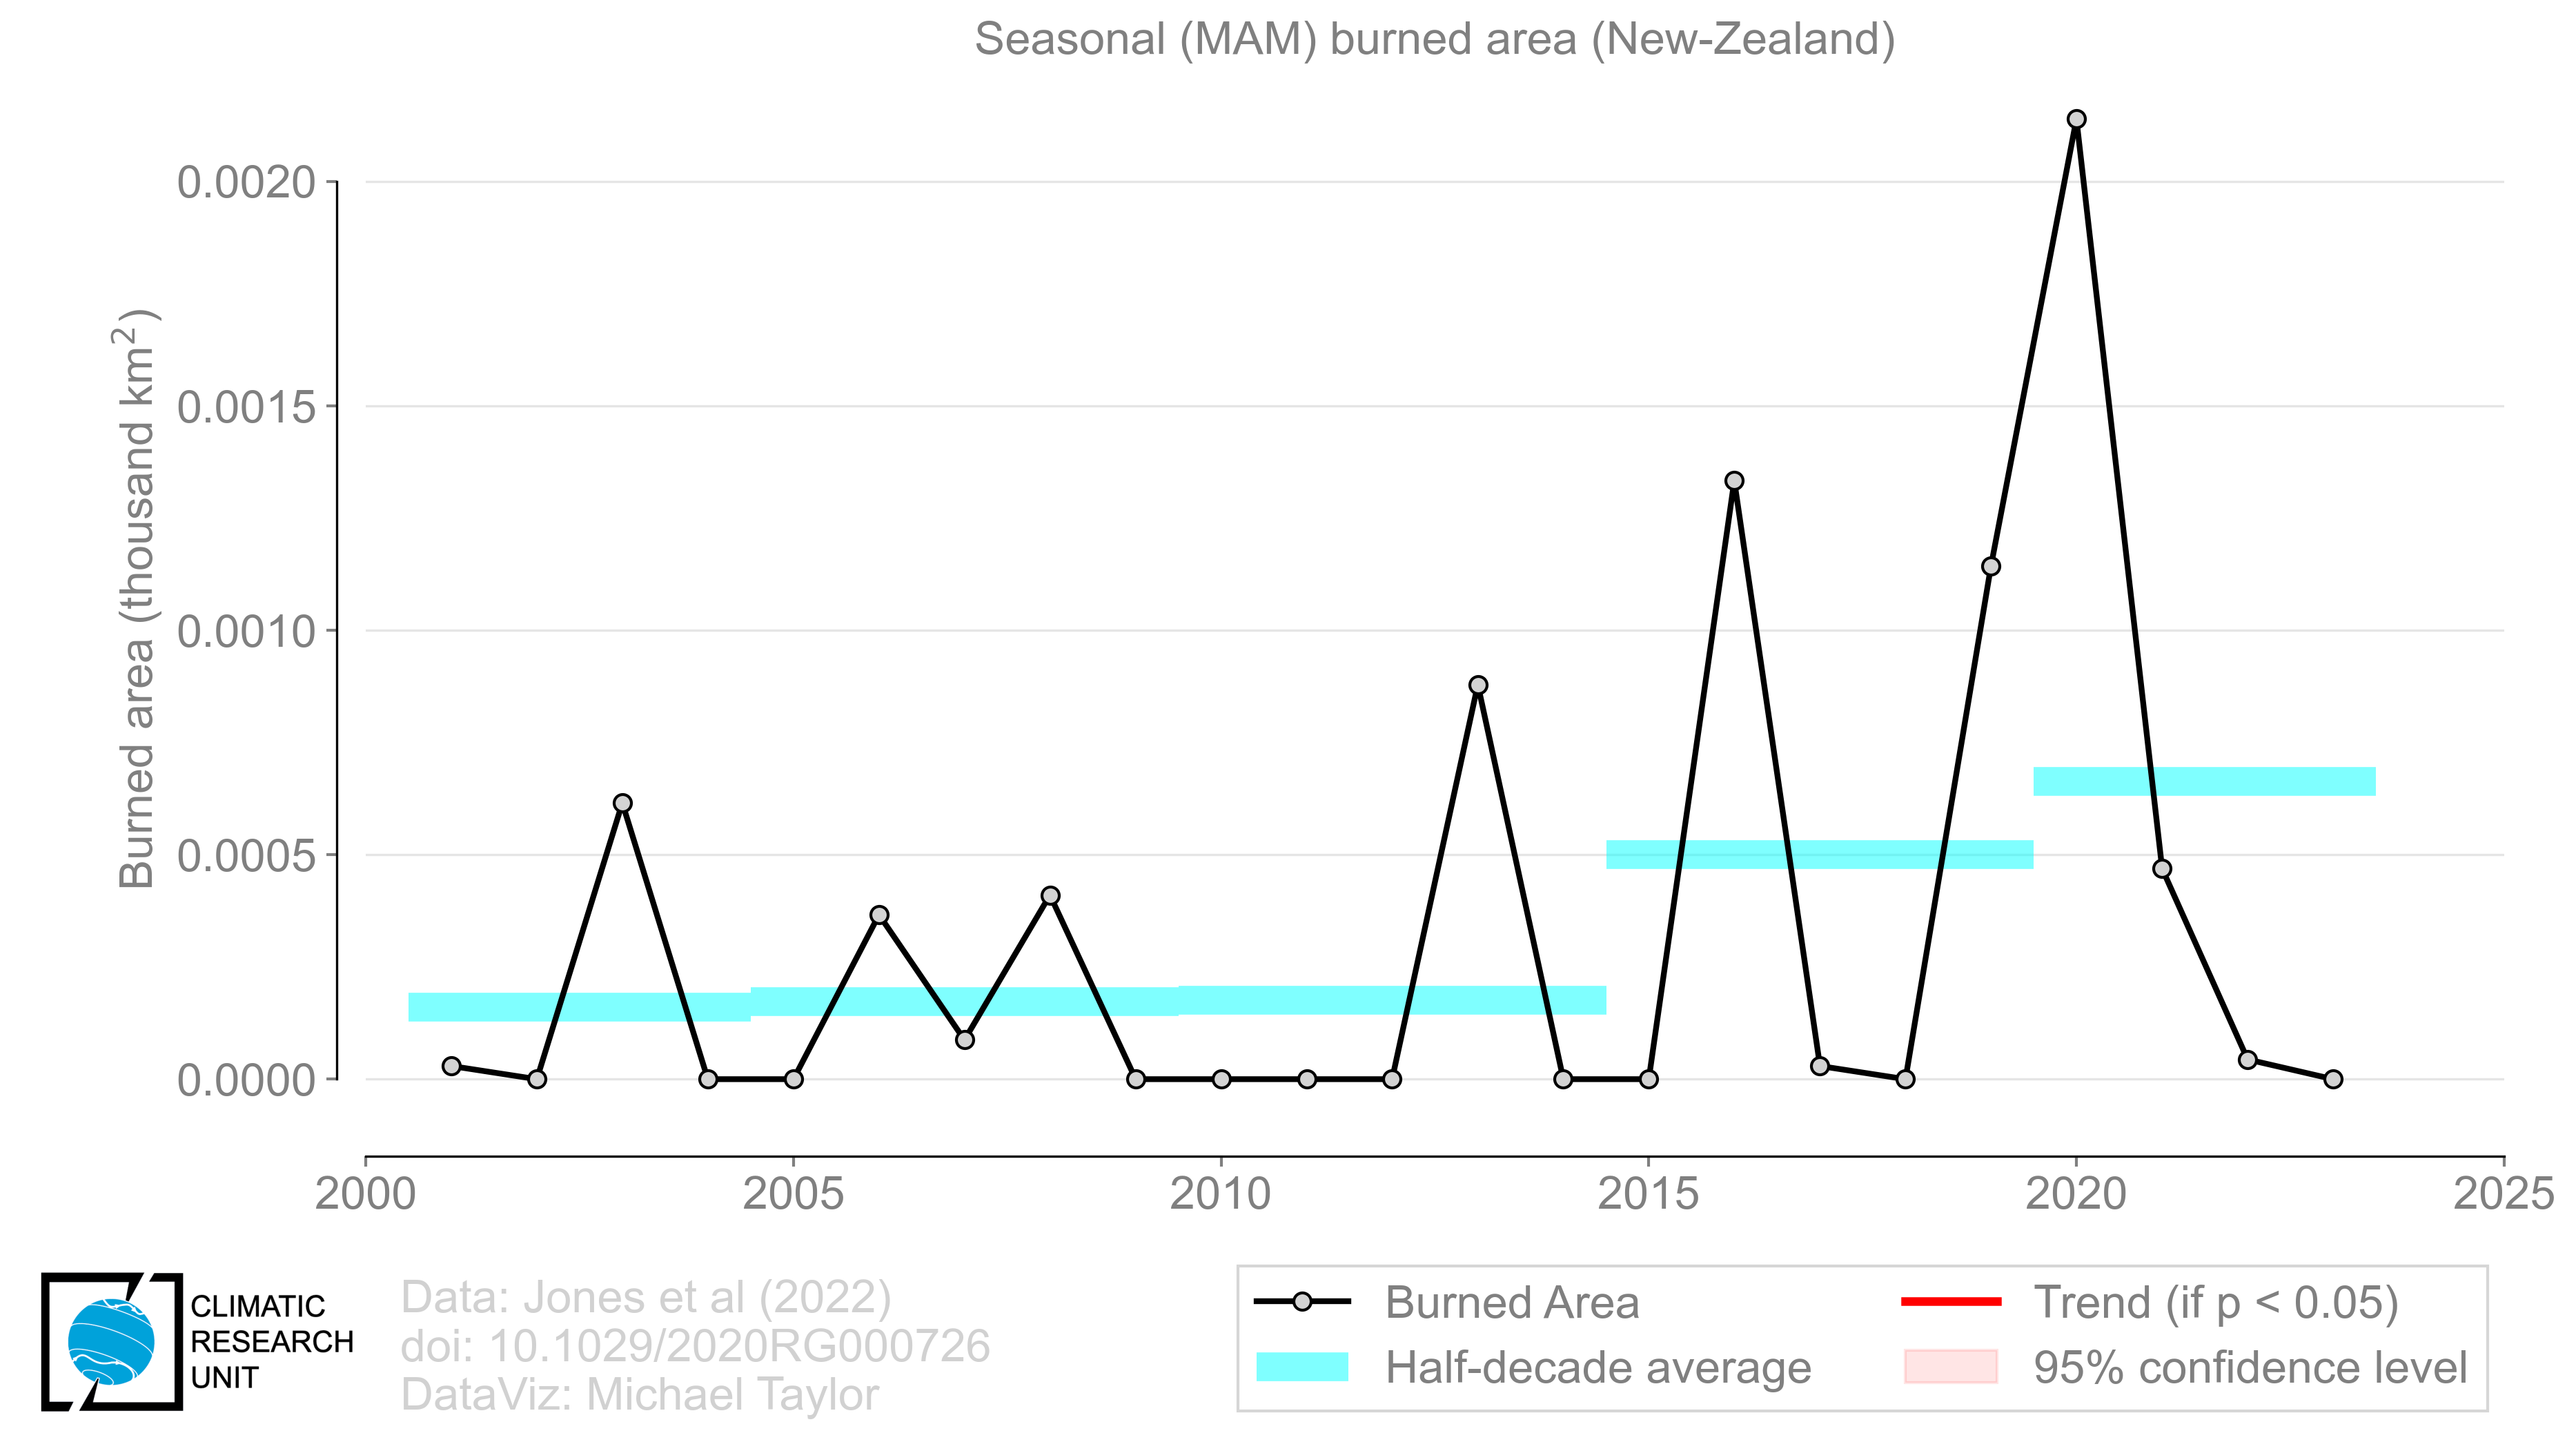 Seasonal (MAM) burned area (New-Zealand)
Burned area (thousand km²)
0.0020
0.0015
0.0010
0.0005
0.0000
2000 2005 2010 2015 2020 2025
CLIMATIC
RESEARCH
UNIT
Data: Jones et al (2022)
doi: 10.1029/2020RG000726
DataViz: Michael Taylor
Burned Area
Half-decade average
Trend (if p < 0.05)
95% confidence level